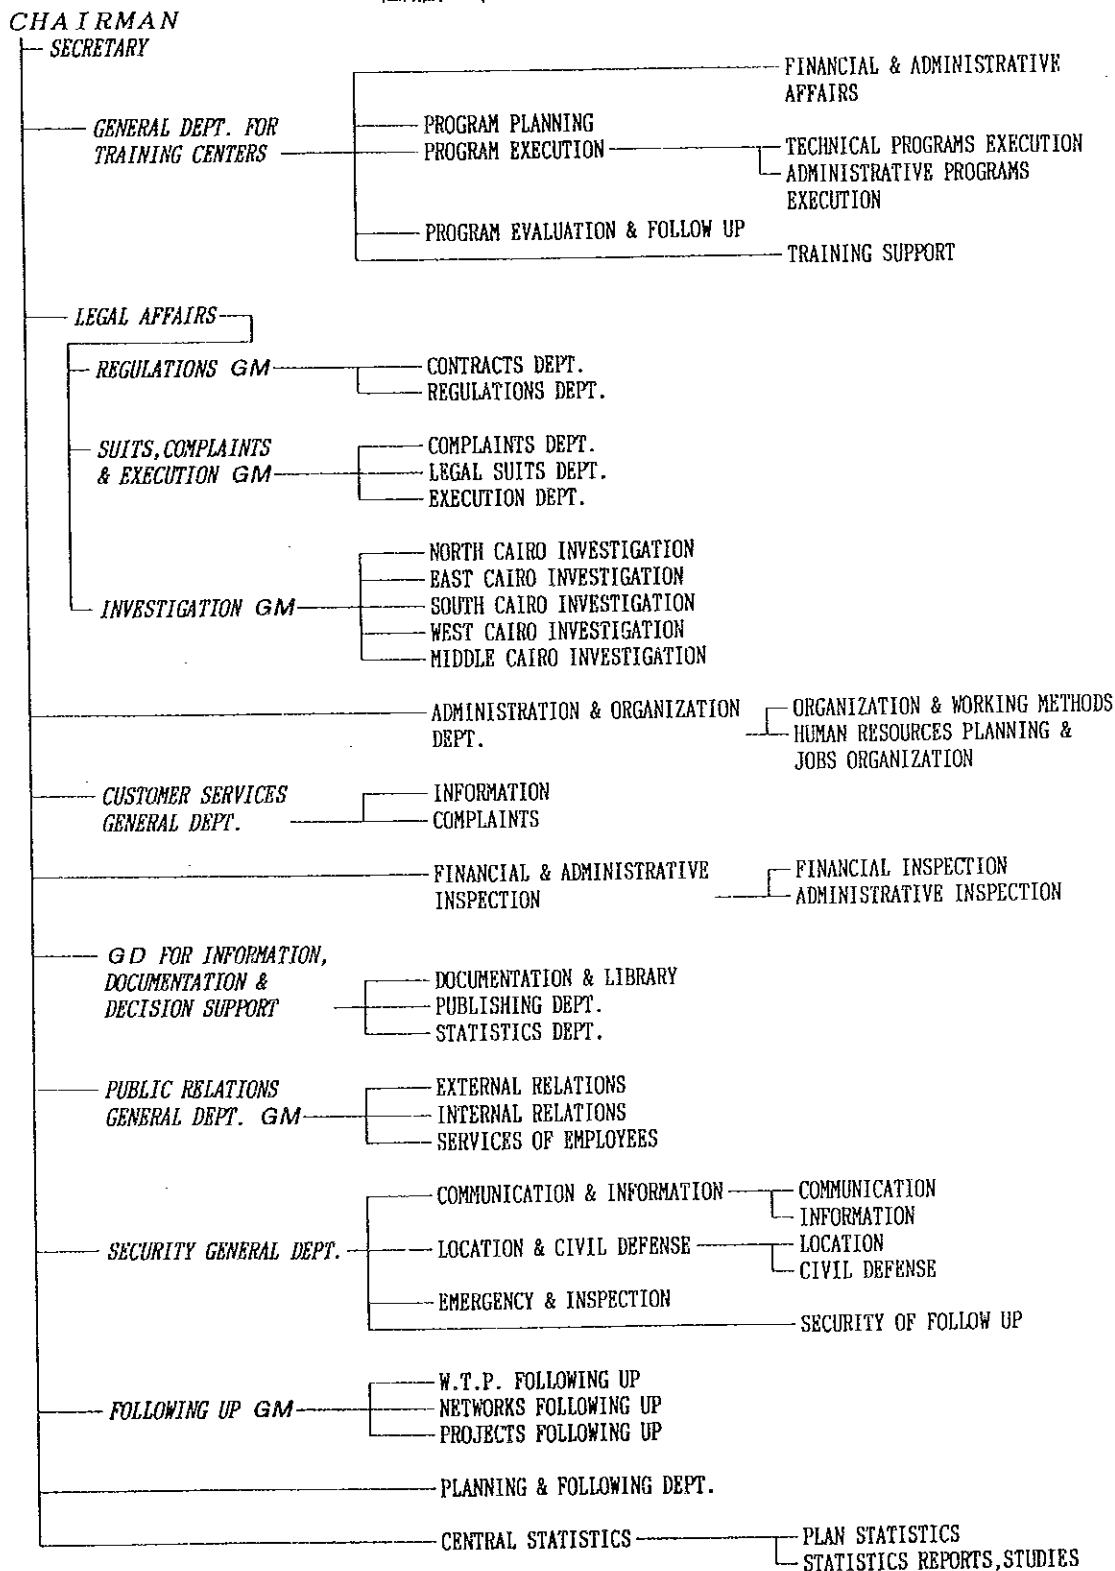 CHAIRMAN
SECRETARY
FINANCIAL & ADMINISTRATIVE
AFFAIRS
GENERAL DEPT. FOR
TRAINING CENTERS
PROGRAM PLANNING
PROGRAM EXECUTION
TECHNICAL PROGRAMS EXECUTION
ADMINISTRATIVE PROGRAMS
EXECUTION
PROGRAM EVALUATION & FOLLOW UP
TRAINING SUPPORT
LEGAL AFFAIRS
REGULATIONS GM
CONTRACTS DEPT.
REGULATIONS DEPT.
SUITS, COMPLAINTS
& EXECUTION GM
COMPLAINTS DEPT.
LEGAL SUITS DEPT.
EXECUTION DEPT.
INVESTIGATION GM
NORTH CAIRO INVESTIGATION
EAST CAIRO INVESTIGATION
SOUTH CAIRO INVESTIGATION
WEST CAIRO INVESTIGATION
MIDDLE CAIRO INVESTIGATION
ADMINISTRATION & ORGANIZATION
DEPT.
ORGANIZATION & WORKING METHODS
HUMAN RESOURCES PLANNING &
JOBS ORGANIZATION
CUSTOMER SERVICES
GENERAL DEPT.
INFORMATION
COMPLAINTS
FINANCIAL & ADMINISTRATIVE
INSPECTION
FINANCIAL INSPECTION
ADMINISTRATIVE INSPECTION
GD FOR INFORMATION,
DOCUMENTATION &
DECISION SUPPORT
DOCUMENTATION & LIBRARY
PUBLISHING DEPT.
STATISTICS DEPT.
PUBLIC RELATIONS
GENERAL DEPT. GM
EXTERNAL RELATIONS
INTERNAL RELATIONS
SERVICES OF EMPLOYEES
SECURITY GENERAL DEPT.
COMMUNICATION & INFORMATION
COMMUNICATION
INFORMATION
LOCATION & CIVIL DEFENSE
LOCATION
CIVIL DEFENSE
EMERGENCY & INSPECTION
SECURITY OF FOLLOW UP
FOLLOWING UP GM
W.T.P. FOLLOWING UP
NETWORKS FOLLOWING UP
PROJECTS FOLLOWING UP
PLANNING & FOLLOWING DEPT.
CENTRAL STATISTICS
PLAN STATISTICS
STATISTICS REPORTS,STUDIES